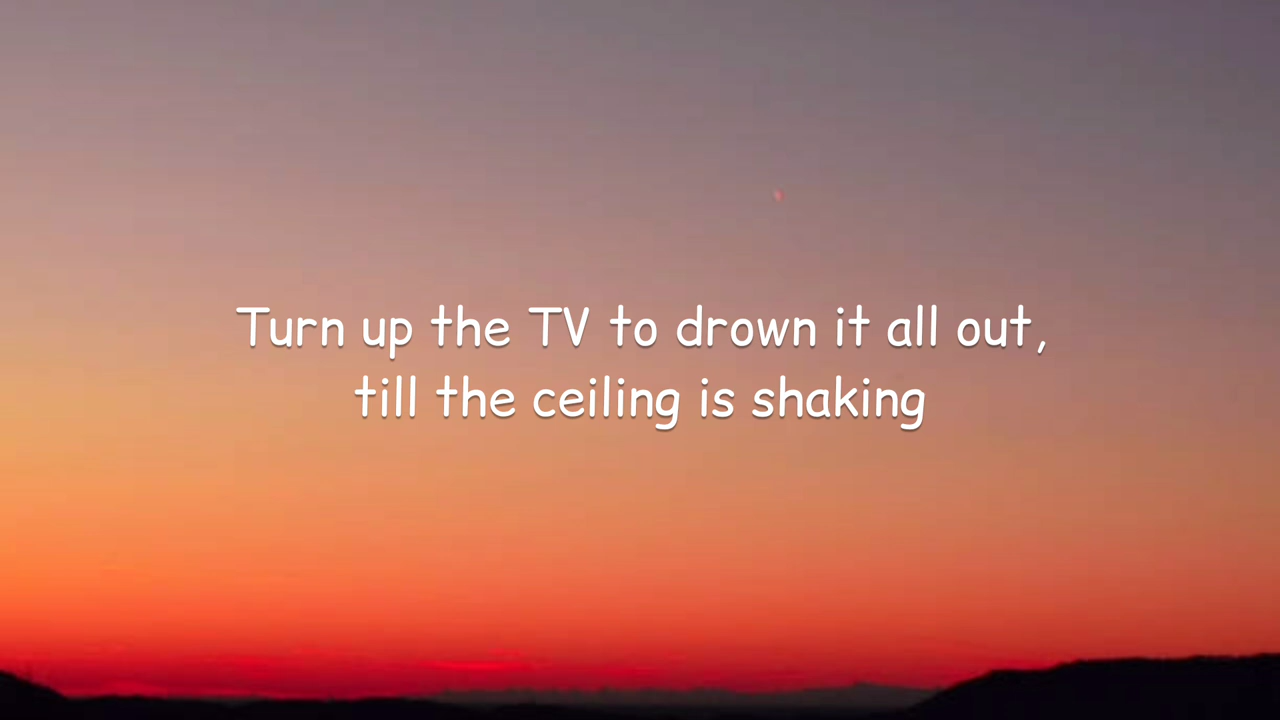 Turn up the TV to drown it all out,
till the ceiling is shaking